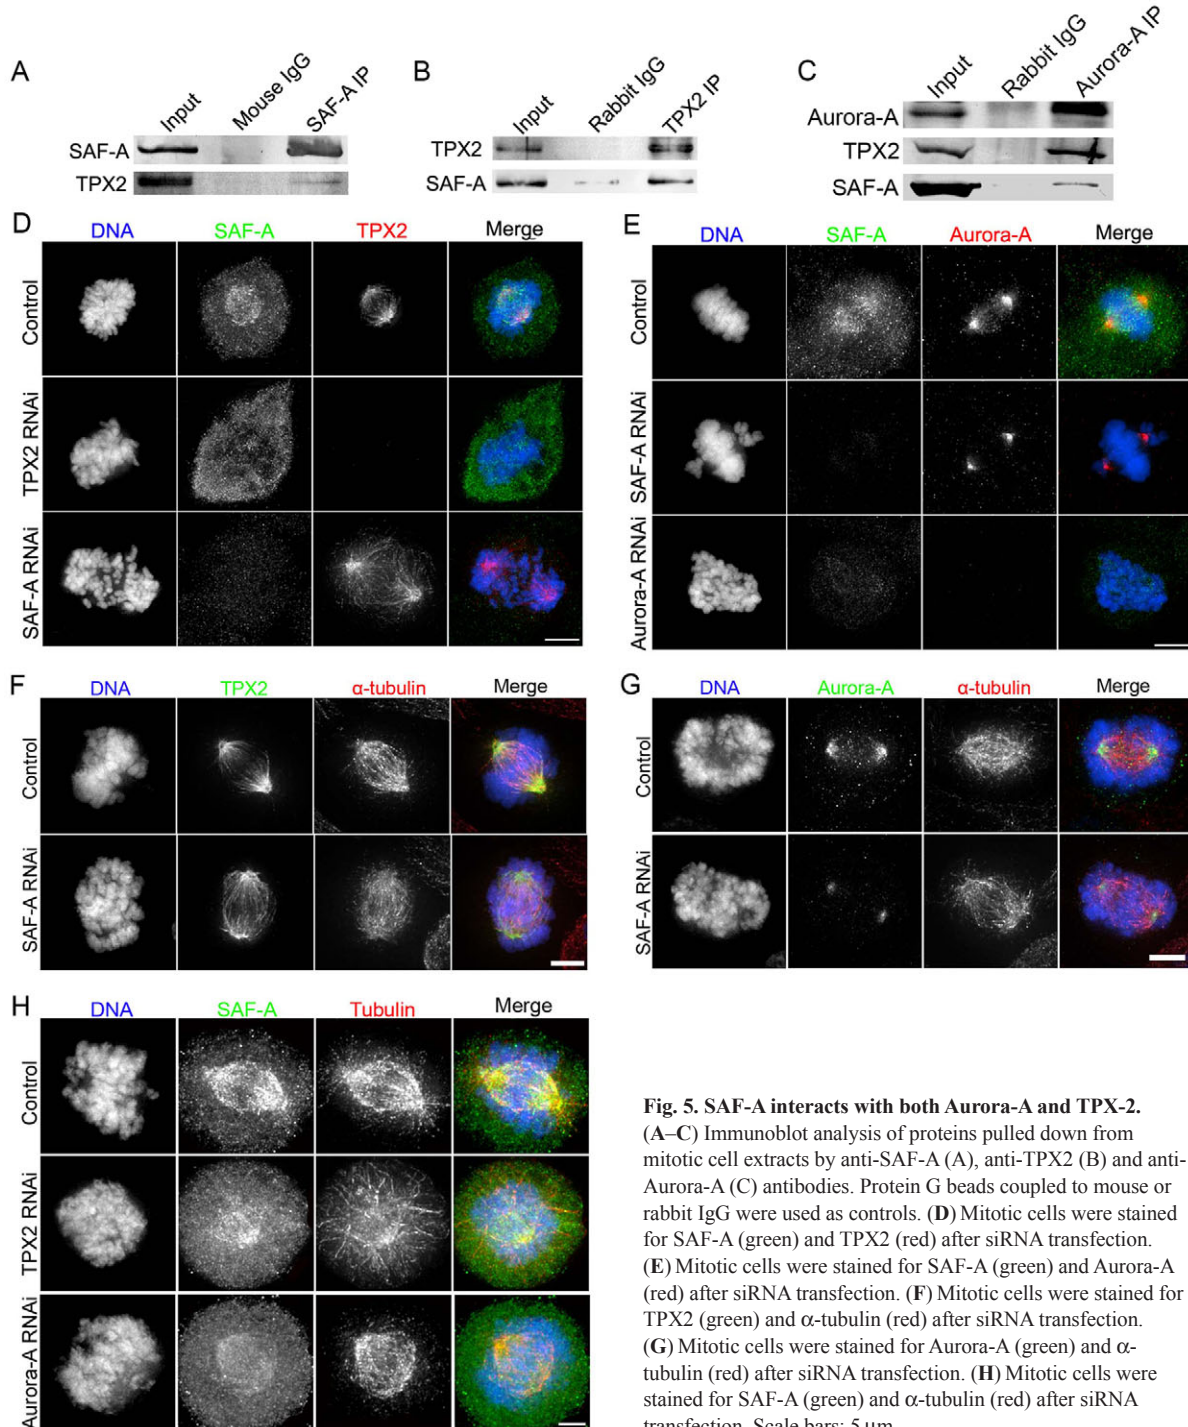 A
Input
Mouse IgG
SAF-A IP
SAF-A
TPX2
B
Input
Rabbit IgG
TPX2 IP
TPX2
SAF-A
C
Input
Rabbit IgG
Aurora-A IP
Aurora-A
TPX2
SAF-A
D
DNA
SAF-A
TPX2
Merge
Control
TPX2 RNAi
SAF-A RNAi
E
DNA
SAF-A
Aurora-A
Merge
Control
SAF-A RNAi
Aurora-A RNAi
F
DNA
TPX2
α-tubulin
Merge
Control
SAF-A RNAi
G
DNA
Aurora-A
α-tubulin
Merge
Control
SAF-A RNAi
H
DNA
SAF-A
Tubulin
Merge
Control
TPX2 RNAi
Aurora-A RNAi
Fig. 5. SAF-A interacts with both Aurora-A and TPX-2.
(A–C) Immunoblot analysis of proteins pulled down from
mitotic cell extracts by anti-SAF-A (A), anti-TPX2 (B) and anti-
Aurora-A (C) antibodies. Protein G beads coupled to mouse or
rabbit IgG were used as controls. (D) Mitotic cells were stained
for SAF-A (green) and TPX2 (red) after siRNA transfection.
(E) Mitotic cells were stained for SAF-A (green) and Aurora-A
(red) after siRNA transfection. (F) Mitotic cells were stained for
TPX2 (green) and α-tubulin (red) after siRNA transfection.
(G) Mitotic cells were stained for Aurora-A (green) and α-
tubulin (red) after siRNA transfection. (H) Mitotic cells were
stained for SAF-A (green) and α-tubulin (red) after siRNA
transfection. Scale bars: 5 μm.